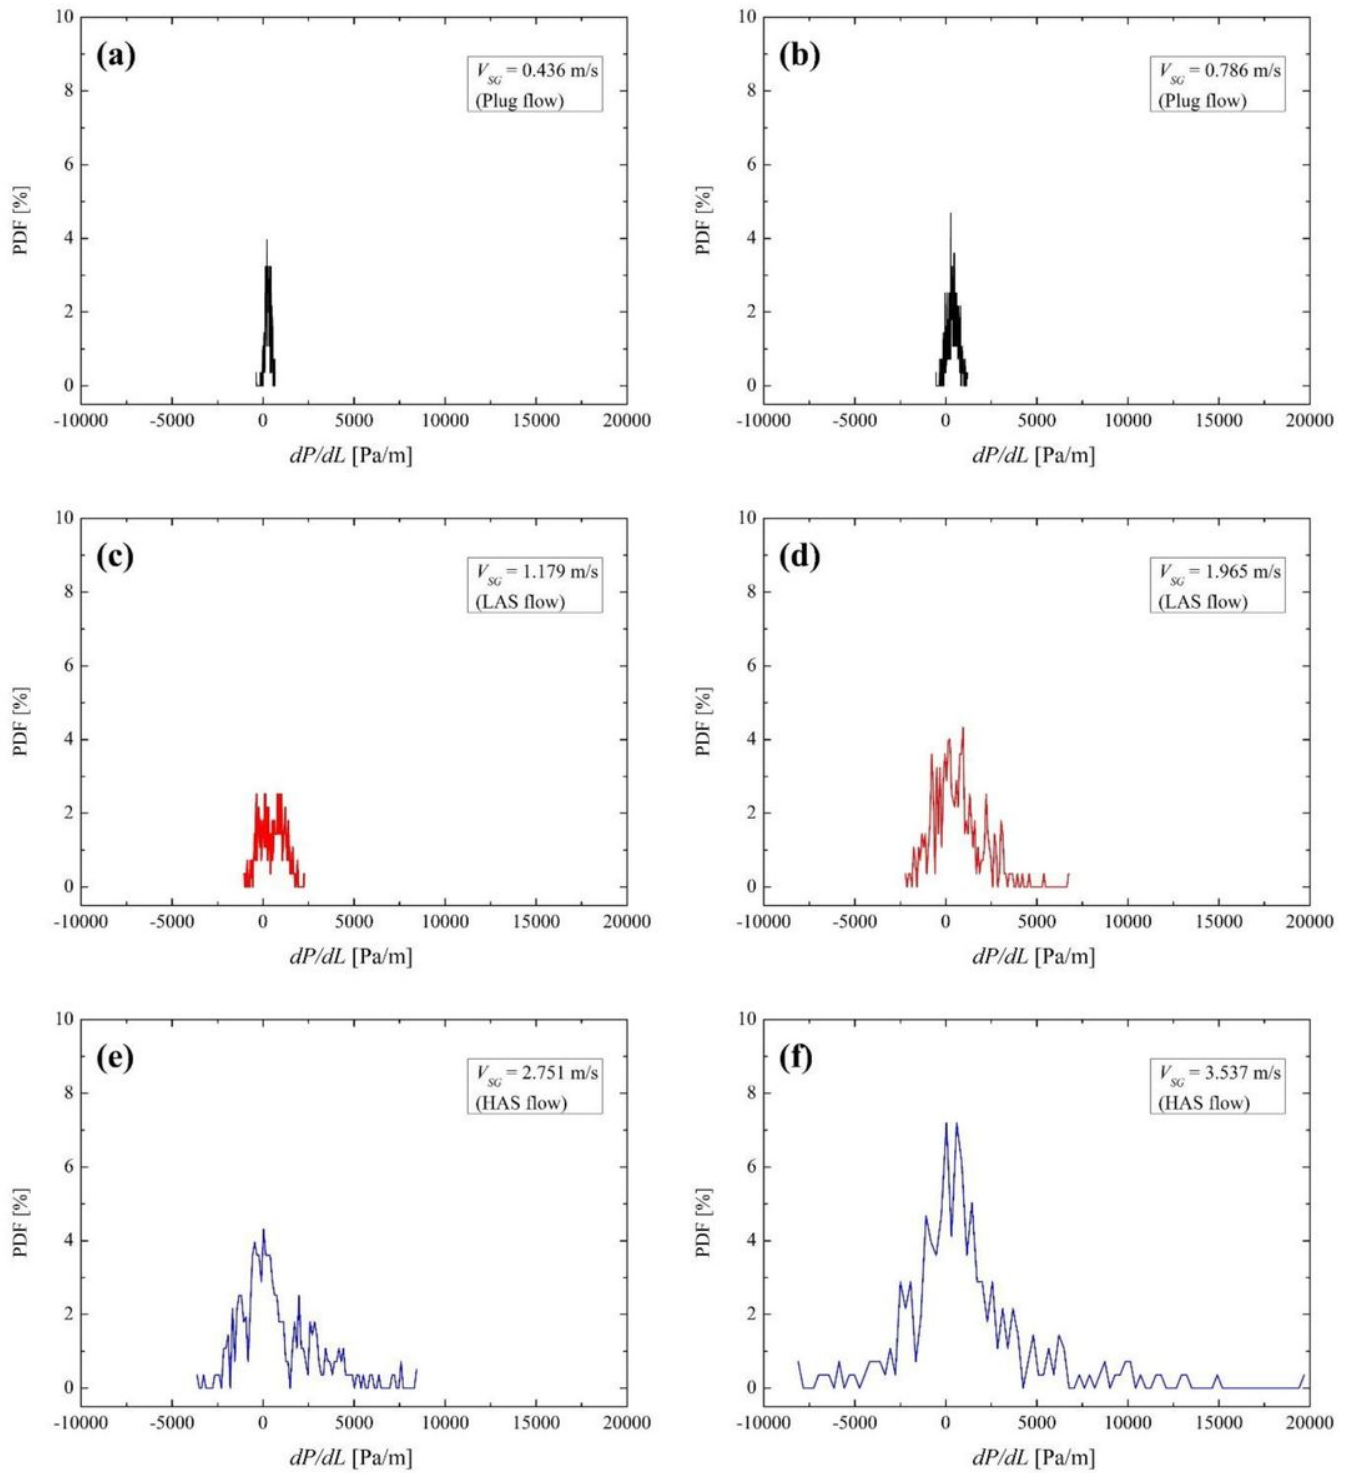 (a)
V_SG = 0.436 m/s
(Plug flow)
PDF [%]
10
8
6
4
2
0
-10000 -5000 0 5000 10000 15000 20000
dP/dL [Pa/m]
(b)
V_SG = 0.786 m/s
(Plug flow)
PDF [%]
10
8
6
4
2
0
-10000 -5000 0 5000 10000 15000 20000
dP/dL [Pa/m]
(c)
V_SG = 1.179 m/s
(LAS flow)
PDF [%]
10
8
6
4
2
0
-10000 -5000 0 5000 10000 15000 20000
dP/dL [Pa/m]
(d)
V_SG = 1.965 m/s
(LAS flow)
PDF [%]
10
8
6
4
2
0
-10000 -5000 0 5000 10000 15000 20000
dP/dL [Pa/m]
(e)
V_SG = 2.751 m/s
(HAS flow)
PDF [%]
10
8
6
4
2
0
-10000 -5000 0 5000 10000 15000 20000
dP/dL [Pa/m]
(f)
V_SG = 3.537 m/s
(HAS flow)
PDF [%]
10
8
6
4
2
0
-10000 -5000 0 5000 10000 15000 20000
dP/dL [Pa/m]